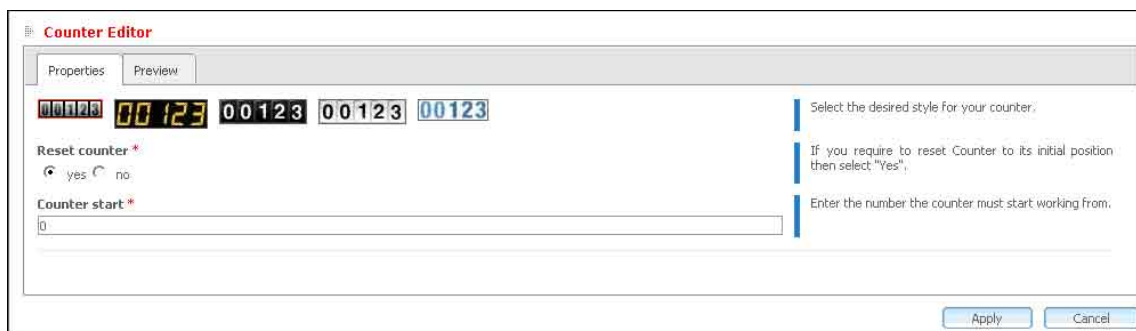 Counter Editor
Properties Preview
00123 00123 00123 00123 00123
Select the desired style for your counter.
Reset counter *
yes no
If you require to reset Counter to its initial position
then select "Yes".
Counter start *
0
Enter the number the counter must start working from.
Apply Cancel